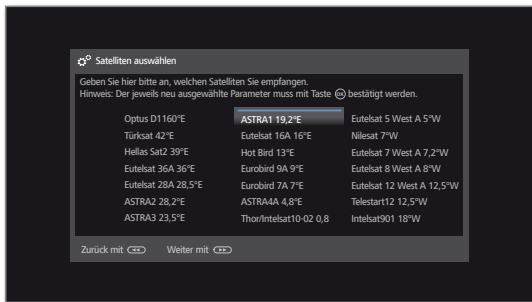 Satelliten auswählen
Geben Sie hier bitte an, welchen Satelliten Sie empfangen.
Hinweis: Der jeweils neu ausgewählte Parameter muss mit Taste OK bestätigt werden.
Optus D1160°E ASTRA1 19,2°E Eutelsat 5 West A 5°W
Türksat 42°E Eutelsat 16A 16°E Nilesat 7°W
Hellas Sat2 39°E Hot Bird 13°E Eutelsat 7 West A 7,2°W
Eutelsat 36A 36°E Eurobird 9A 9°E Eutelsat 8 West A 8°W
Eutelsat 28A 28,5°E Eurobird 7A 7°E Eutelsat 12 West A 12,5°W
ASTRA2 28,2°E ASTRA4A 4,8°E Telestart12 12,5°W
ASTRA3 23,5°E Thor/Intelsat10-02 0,8 Intelsat901 18°W
Zurück mit Weiter mit